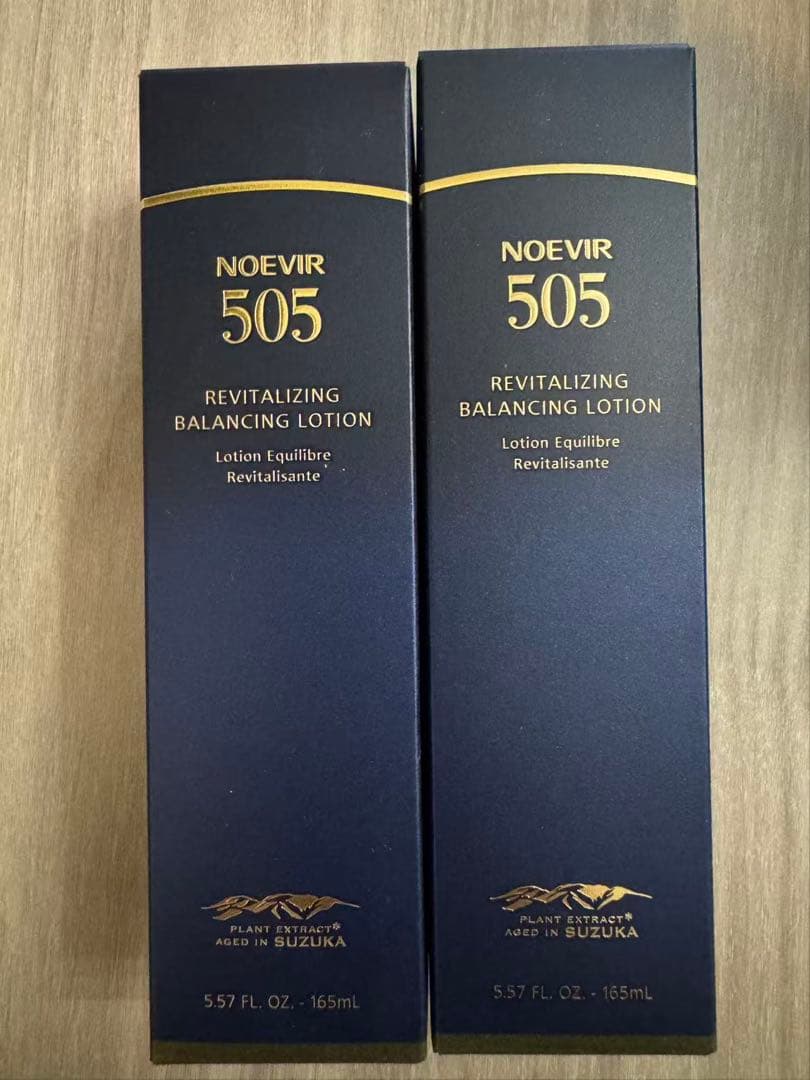 NOEVIR
505
REVITALIZING
BALANCING LOTION
Lotion Equilibre
Revitalisante
PLANT EXTRACT*
AGED IN SUZUKA
5.57 FL. OZ. - 165mL
NOEVIR
505
REVITALIZING
BALANCING LOTION
Lotion Equilibre
Revitalisante
PLANT EXTRACT*
AGED IN SUZUKA
5.57 FL. OZ. - 165mL